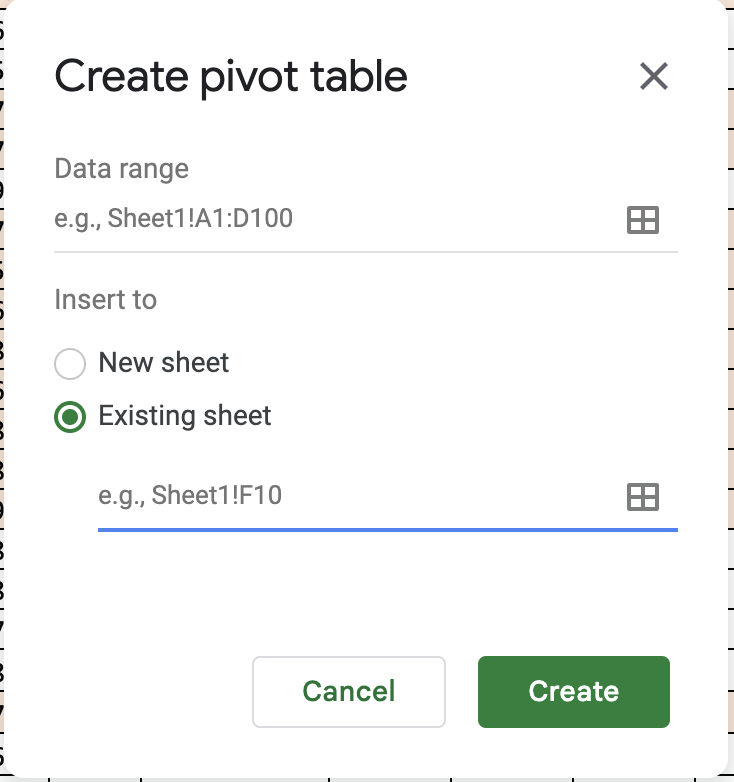 Create pivot table
Data range
e.g., Sheet1!A1:D100
Insert to
New sheet
Existing sheet
e.g., Sheet1!F10
Cancel
Create